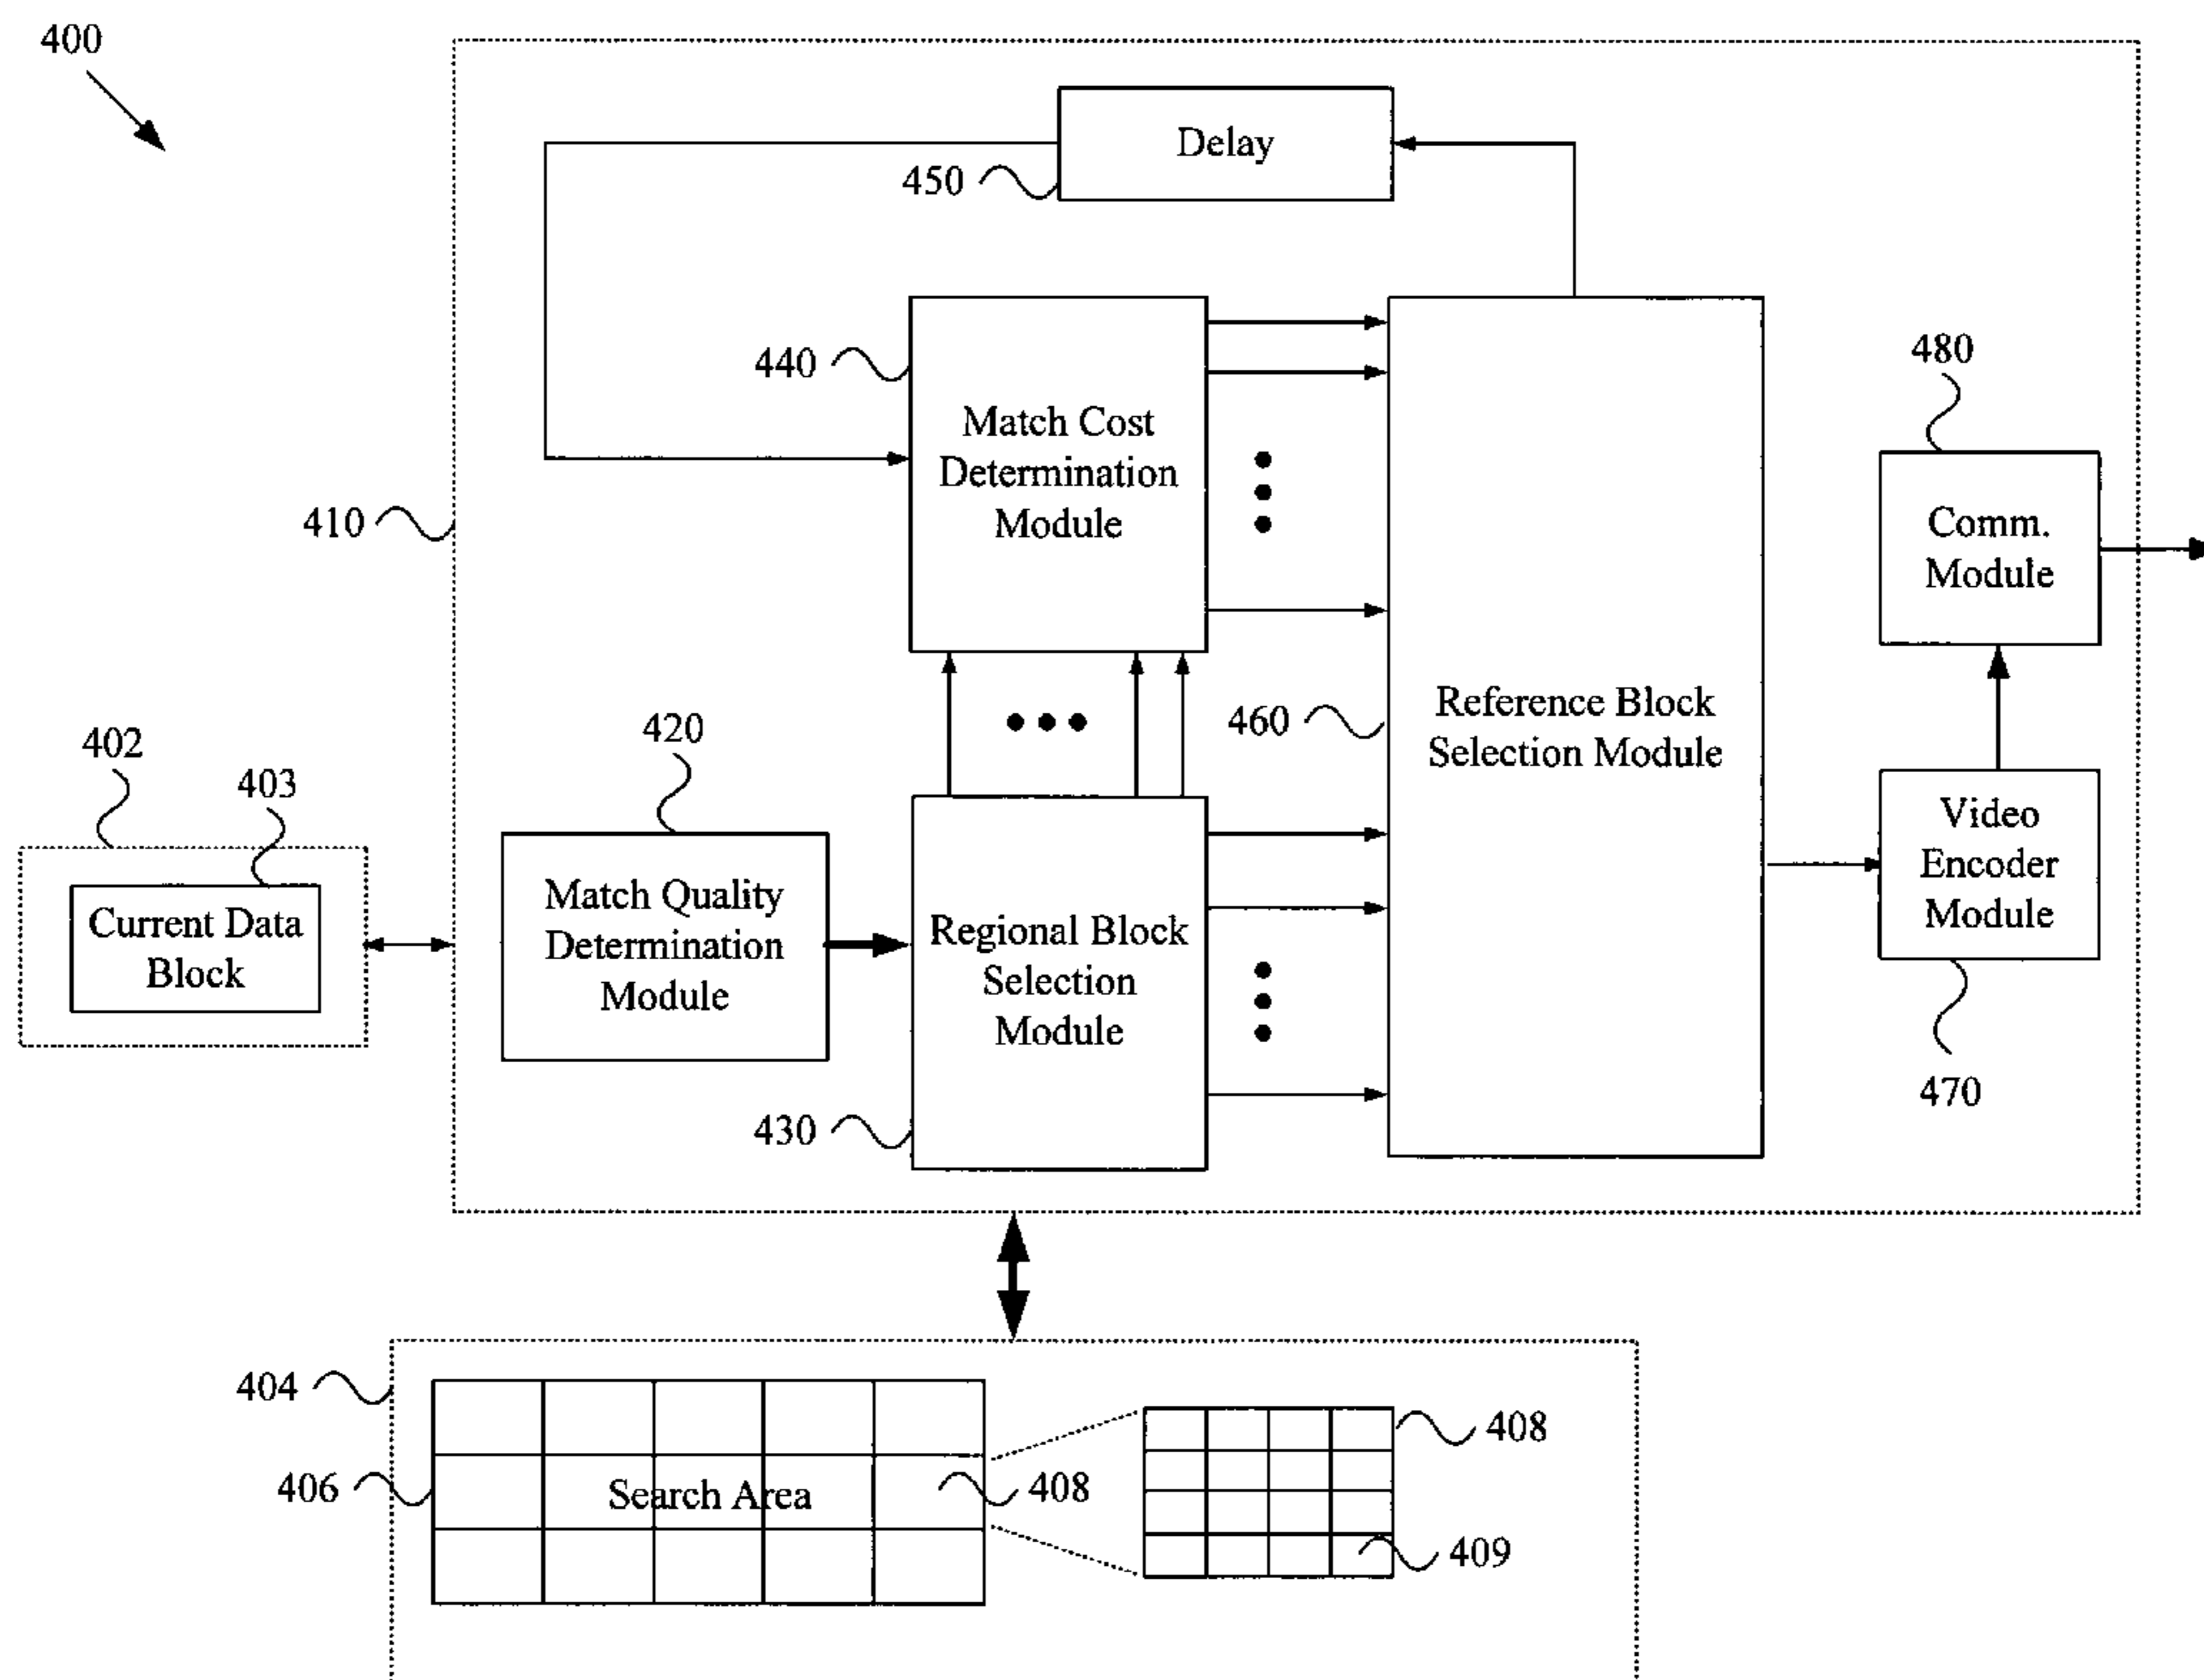 400
Delay
450
440
Match Cost
Determination
Module
410
480
Comm.
Module
460
Reference Block
Selection Module
420
402
403
Current Data
Block
Match Quality
Determination
Module
Regional Block
Selection
Module
430
Video
Encoder
Module
470
404
406
Search Area
408
408
409